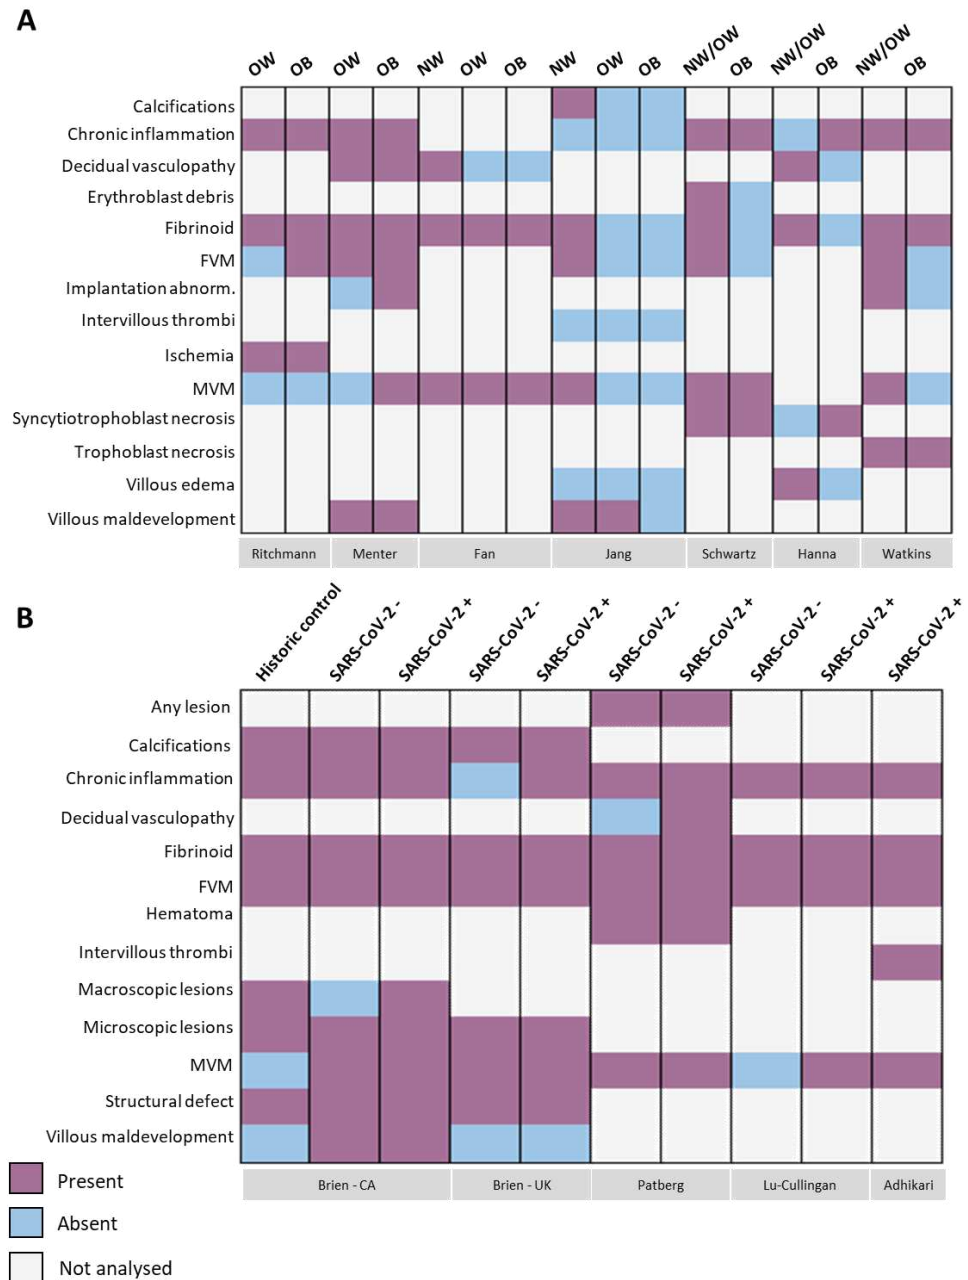 A
OW OB OW OB NW OW OB NW OW OB NW/OW OB NW/OW OB NW/OW OB
Calcifications
Chronic inflammation
Decidual vasculopathy
Erythroblast debris
Fibrinoid
FVM
Implantation abnorm.
Intervillous thrombi
Ischemia
MVM
Syncytiotrophoblast necrosis
Trophoblast necrosis
Villous edema
Villous maldevelopment
Ritchmann Menter Fan Jang Schwartz Hanna Watkins
B
Historic control SARS-CoV-2 - SARS-CoV-2 + SARS-CoV-2 - SARS-CoV-2 + SARS-CoV-2 - SARS-CoV-2 + SARS-CoV-2 - SARS-CoV-2 + SARS-CoV-2 +
Any lesion
Calcifications
Chronic inflammation
Decidual vasculopathy
Fibrinoid
FVM
Hematoma
Intervillous thrombi
Macroscopic lesions
Microscopic lesions
MVM
Structural defect
Villous maldevelopment
Brien - CA Brien - UK Patberg Lu-Cullingan Adhikari
Present
Absent
Not analysed